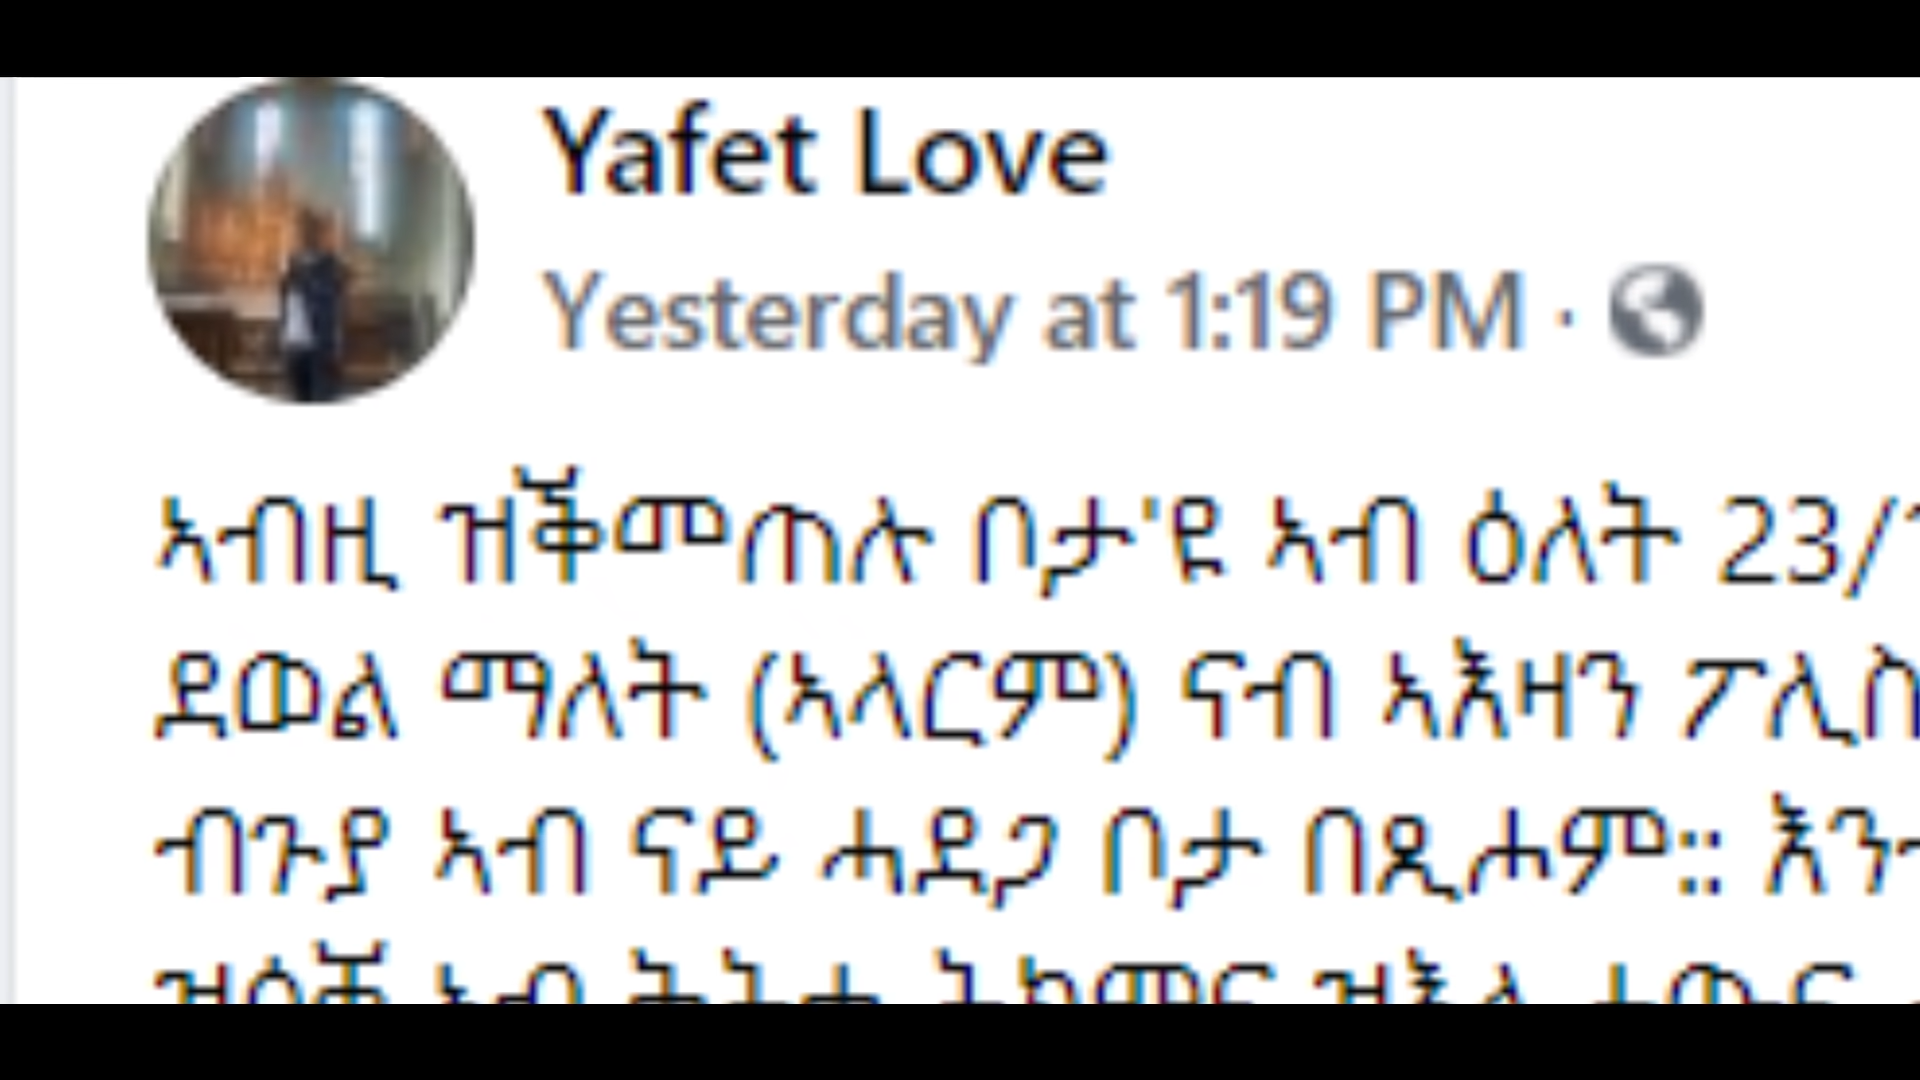 Yafet Love
Yesterday at 1:19 PM ·
ኣብዚ ዝቕመጠሉ ቦታ'ዩ ኣብ ዕለት 23/
ደወል ማለት (ኣላርም) ናብ ኣእዛን ፖሊስ
ብጉያ ኣብ ናይ ሓደጋ ቦታ በጺሖም::